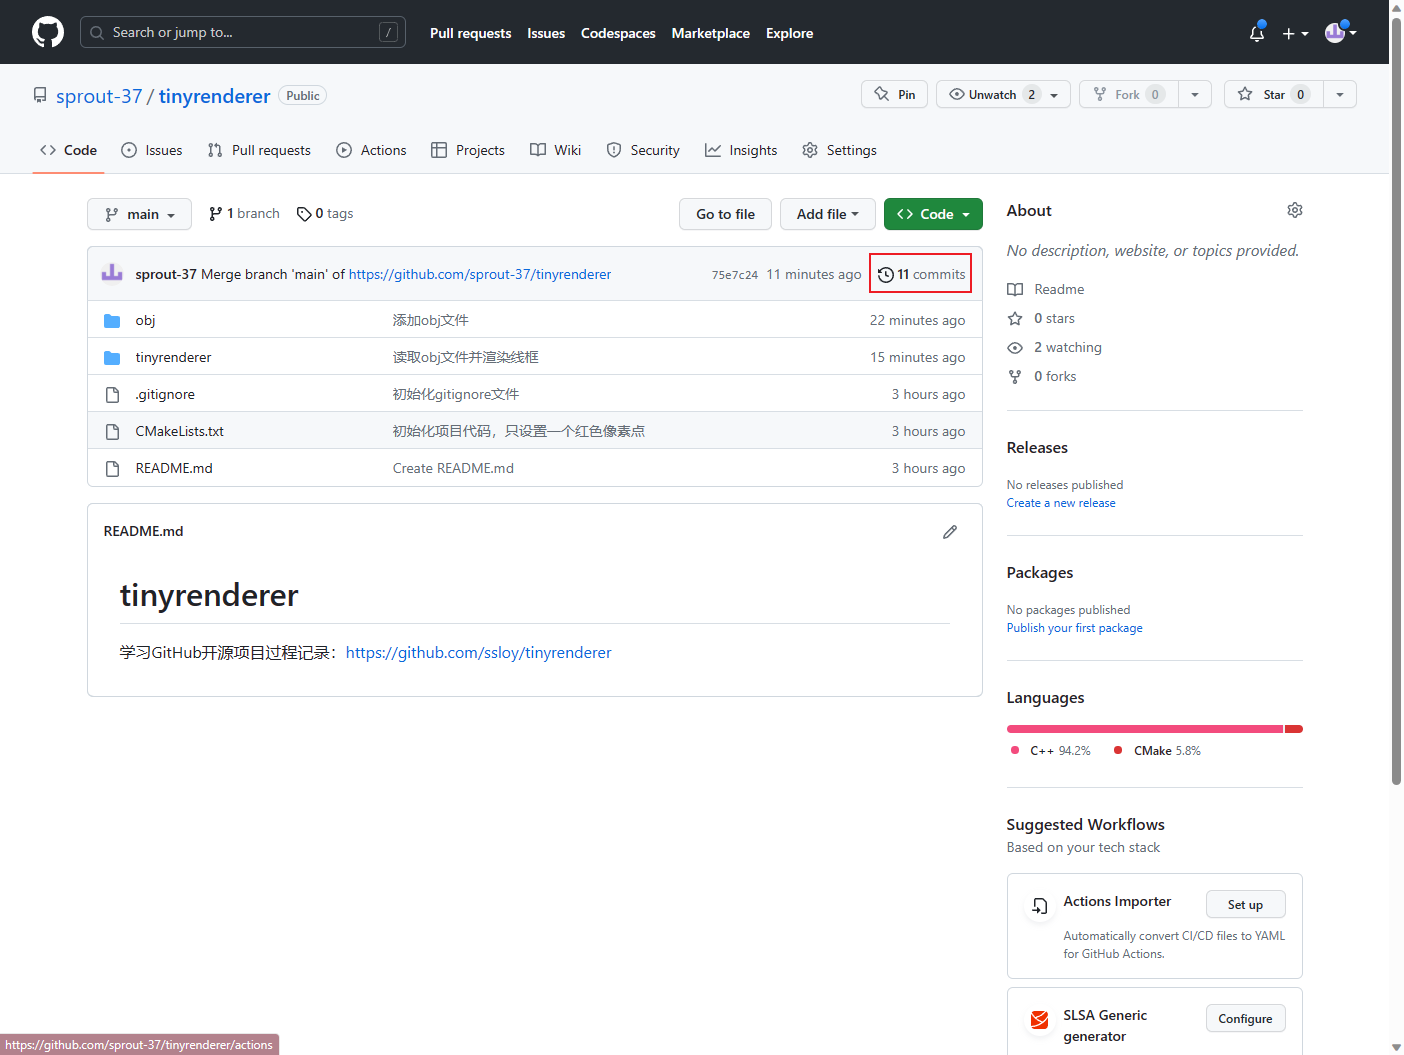 Search or jump to...
/
Pull requests
Issues
Codespaces
Marketplace
Explore
sprout-37 / tinyrenderer
Public
Pin
Unwatch 2
Fork 0
Star 0
Code
Issues
Pull requests
Actions
Projects
Wiki
Security
Insights
Settings
main
1 branch
0 tags
Go to file
Add file
Code
sprout-37 Merge branch 'main' of https://github.com/sprout-37/tinyrenderer
75e7c24 11 minutes ago
11 commits
obj
添加obj文件
22 minutes ago
tinyrenderer
读取obj文件并渲染线框
15 minutes ago
.gitignore
初始化gitignore文件
3 hours ago
CMakeLists.txt
初始化项目代码，只设置一个红色像素点
3 hours ago
README.md
Create README.md
3 hours ago
README.md
tinyrenderer
学习GitHub开源项目过程记录：https://github.com/ssloy/tinyrenderer
About
No description, website, or topics provided.
Readme
0 stars
2 watching
0 forks
Releases
No releases published
Create a new release
Packages
No packages published
Publish your first package
Languages
C++ 94.2%
CMake 5.8%
Suggested Workflows
Based on your tech stack
Actions Importer
Set up
Automatically convert CI/CD files to YAML
for GitHub Actions.
SLSA Generic
generator
Configure
https://github.com/sprout-37/tinyrenderer/actions